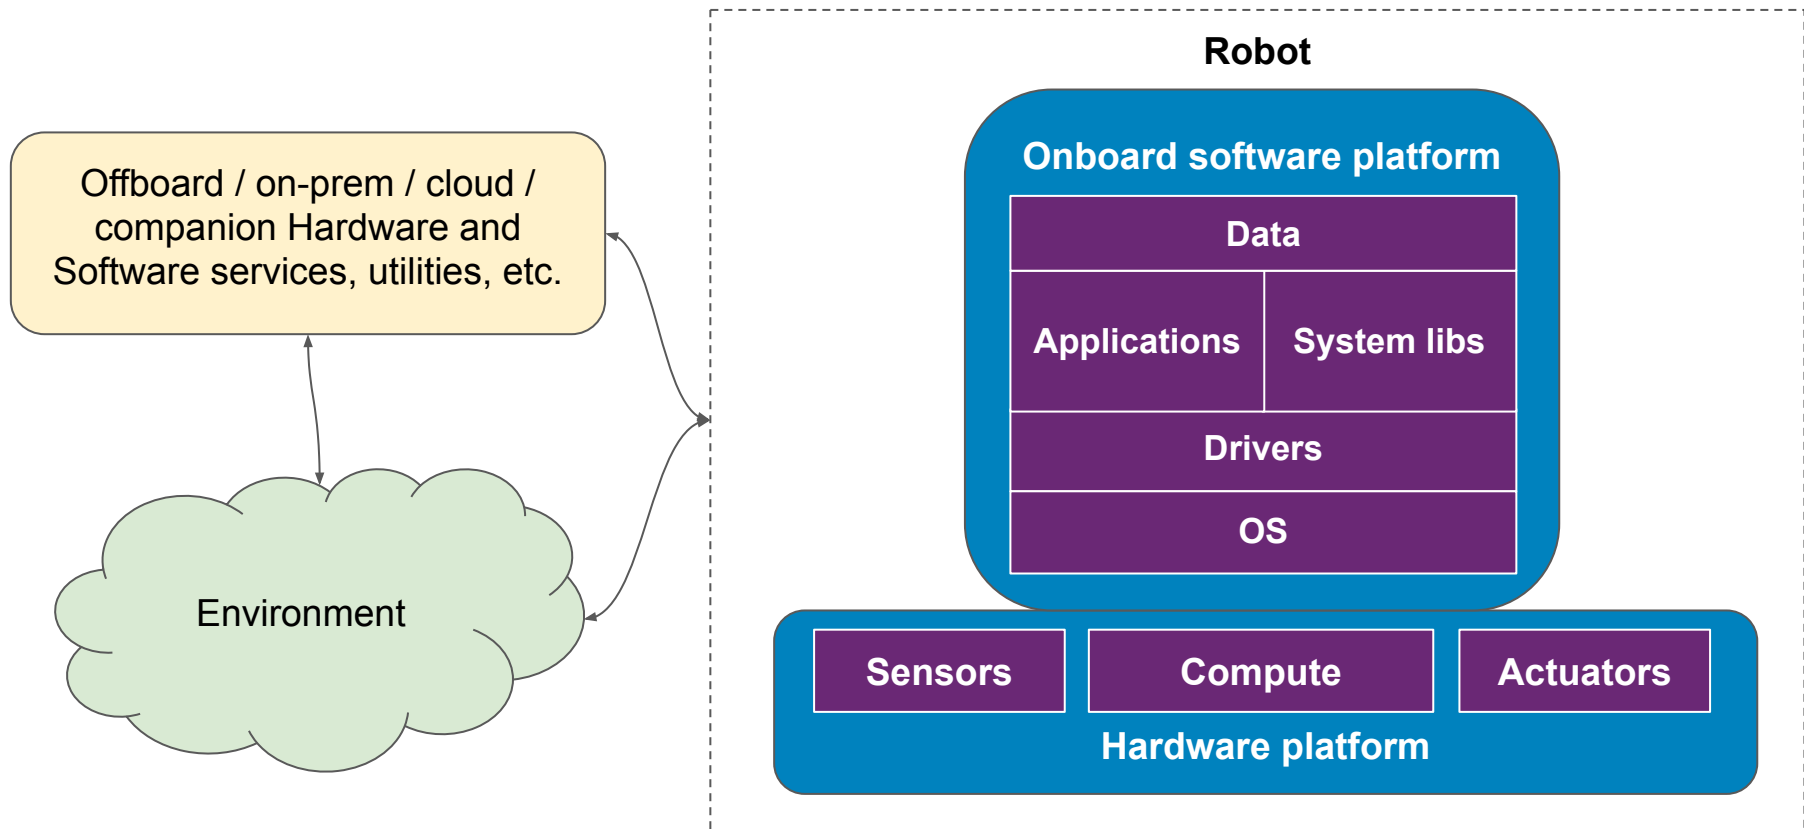 Robot
Offboard / on-prem / cloud /
companion Hardware and
Software services, utilities, etc.
Environment
Onboard software platform
Data
Applications
System libs
Drivers
OS
Sensors
Compute
Actuators
Hardware platform